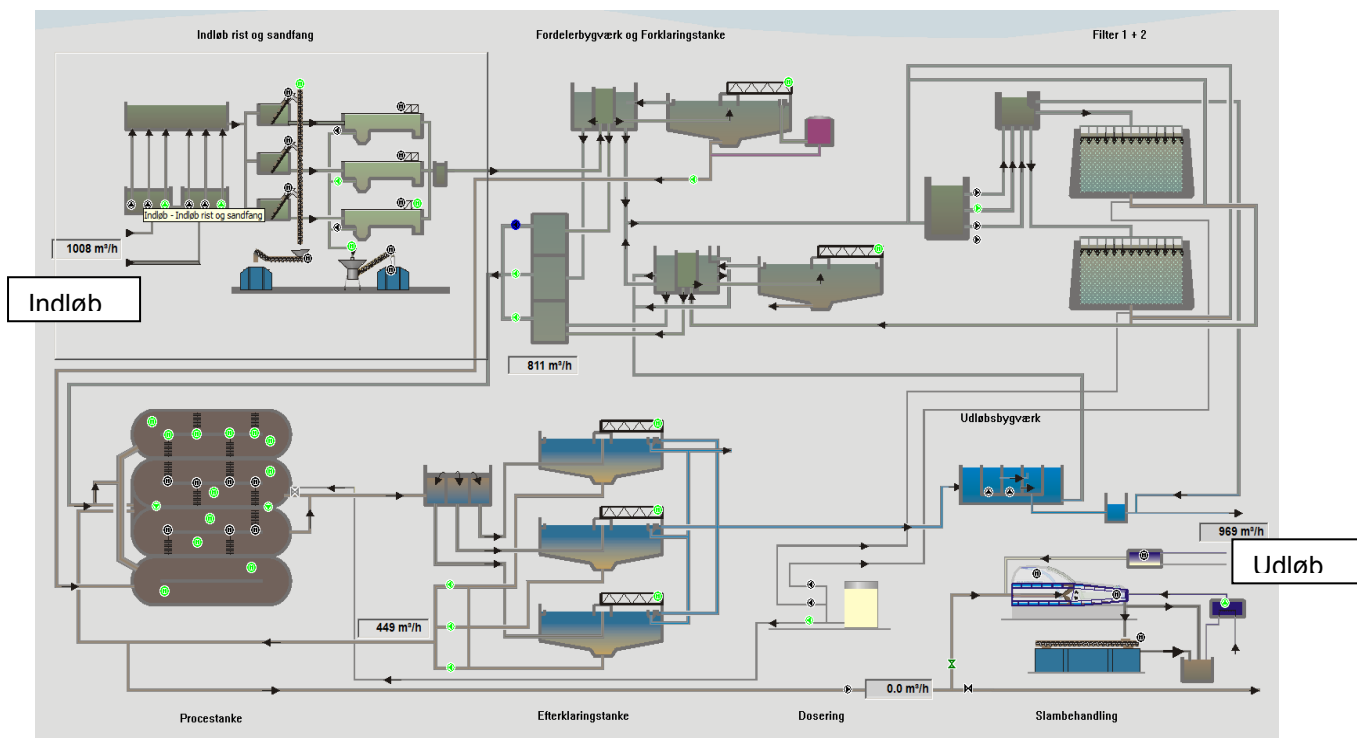 Indløb rist og sandfang
Fordelerbygværk og Forklaringstanke
Filter 1 + 2
Indløb - Indløb rist og sandfang
1008 m³/h
Indløb
811 m³/h
Udløbsbygværk
969 m³/h
Udløb
449 m³/h
0.0 m³/h
Procestanke
Efterklaringstanke
Dosering
Slambehandling